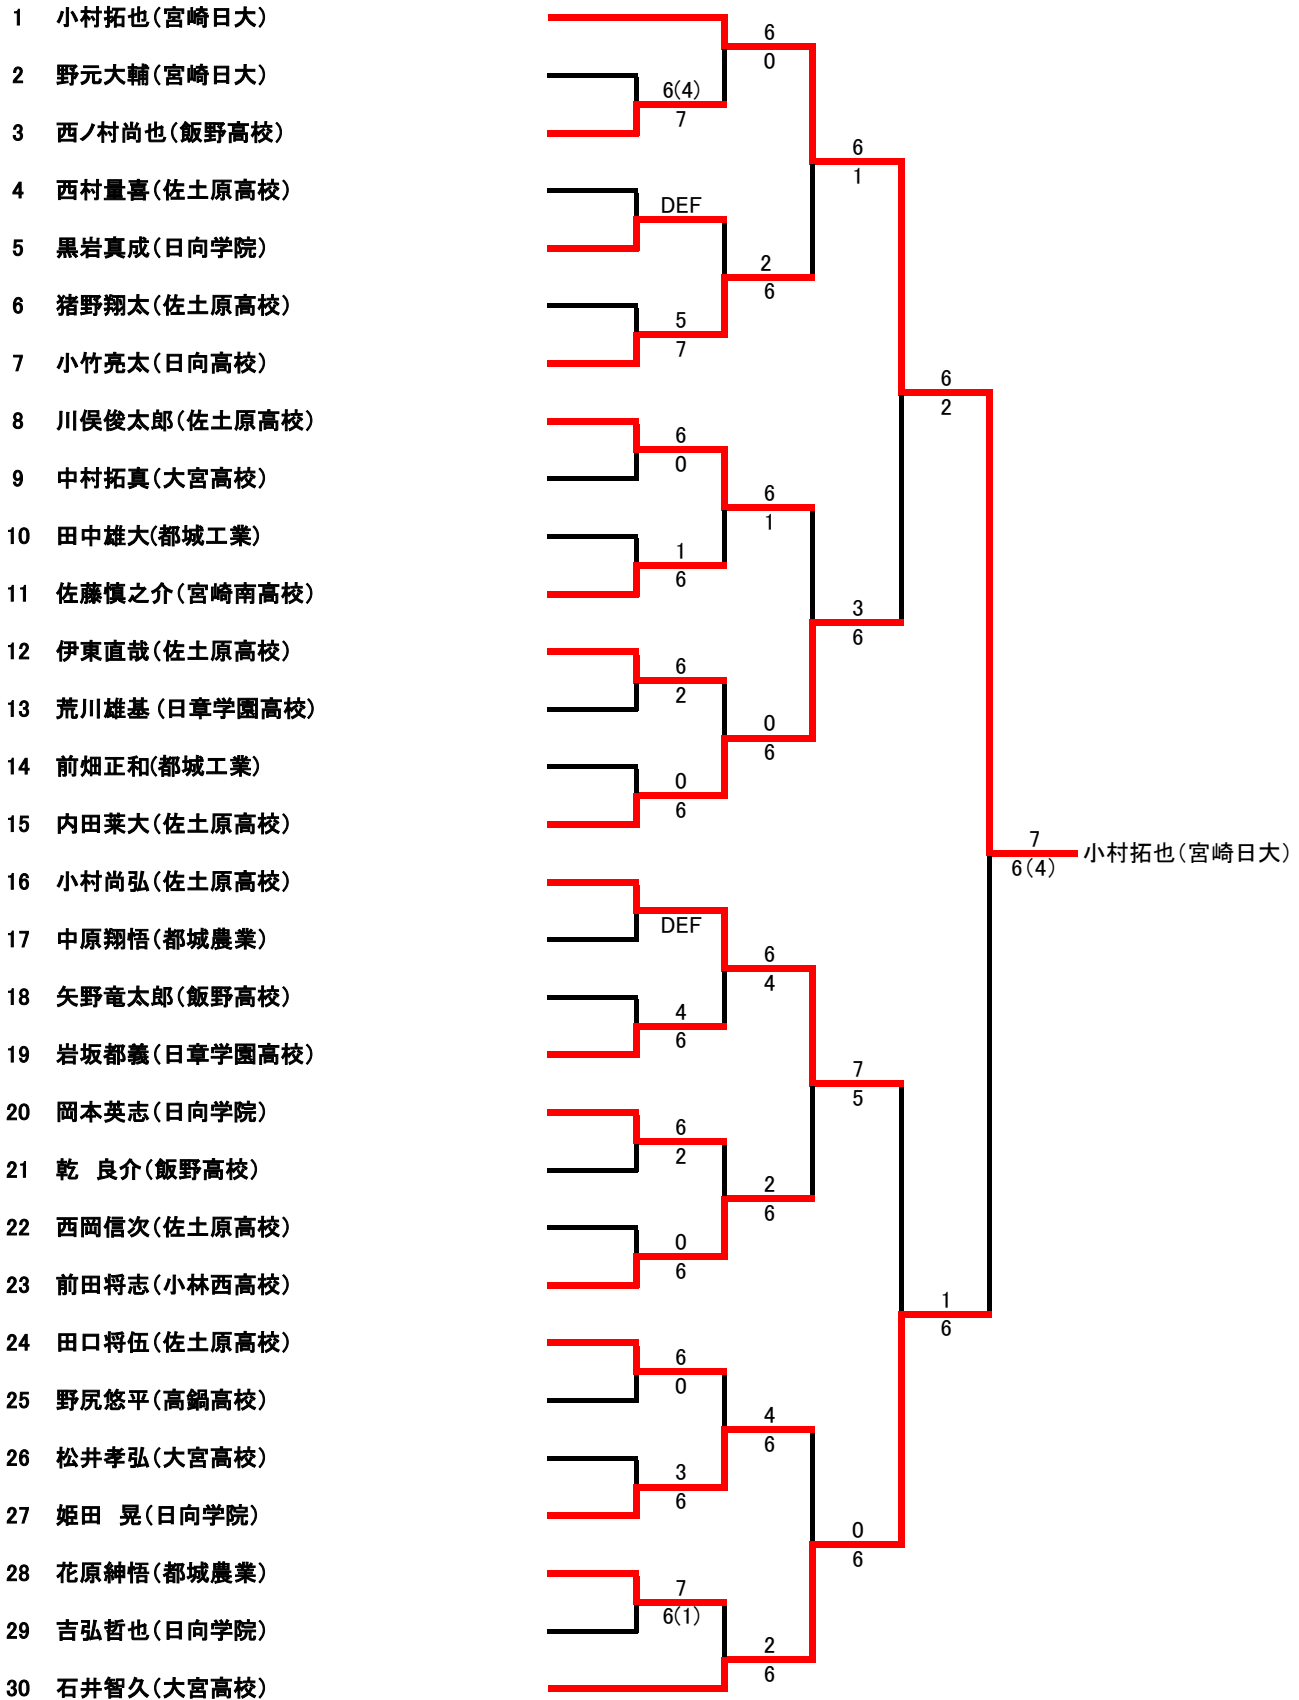 1 小村拓也(宮崎日大)
6
0
2 野元大輔(宮崎日大)
6(4)
7
3 西ノ村尚也(飯野高校)
6
1
4 西村量喜(佐土原高校)
DEF
5 黒岩真成(日向学院)
2
6
6 猪野翔太(佐土原高校)
5
7
7 小竹亮太(日向高校)
6
2
8 川俣俊太郎(佐土原高校)
6
0
9 中村拓真(大宮高校)
6
1
10 田中雄大(都城工業)
1
6
11 佐藤慎之介(宮崎南高校)
3
6
12 伊東直哉(佐土原高校)
6
2
13 荒川雄基(日章学園高校)
0
6
14 前畑正和(都城工業)
0
6
15 内田莱大(佐土原高校)
7
6(4)
小村拓也(宮崎日大)
16 小村尚弘(佐土原高校)
DEF
17 中原翔悟(都城農業)
6
4
18 矢野竜太郎(飯野高校)
4
6
19 岩坂都義(日章学園高校)
7
5
20 岡本英志(日向学院)
6
2
21 乾 良介(飯野高校)
2
6
22 西岡信次(佐土原高校)
0
6
23 前田将志(小林西高校)
1
6
24 田口将伍(佐土原高校)
6
0
25 野尻悠平(高鍋高校)
4
6
26 松井孝弘(大宮高校)
3
6
27 姫田 晃(日向学院)
0
6
28 花原紳悟(都城農業)
7
6(1)
29 吉弘哲也(日向学院)
2
6
30 石井智久(大宮高校)